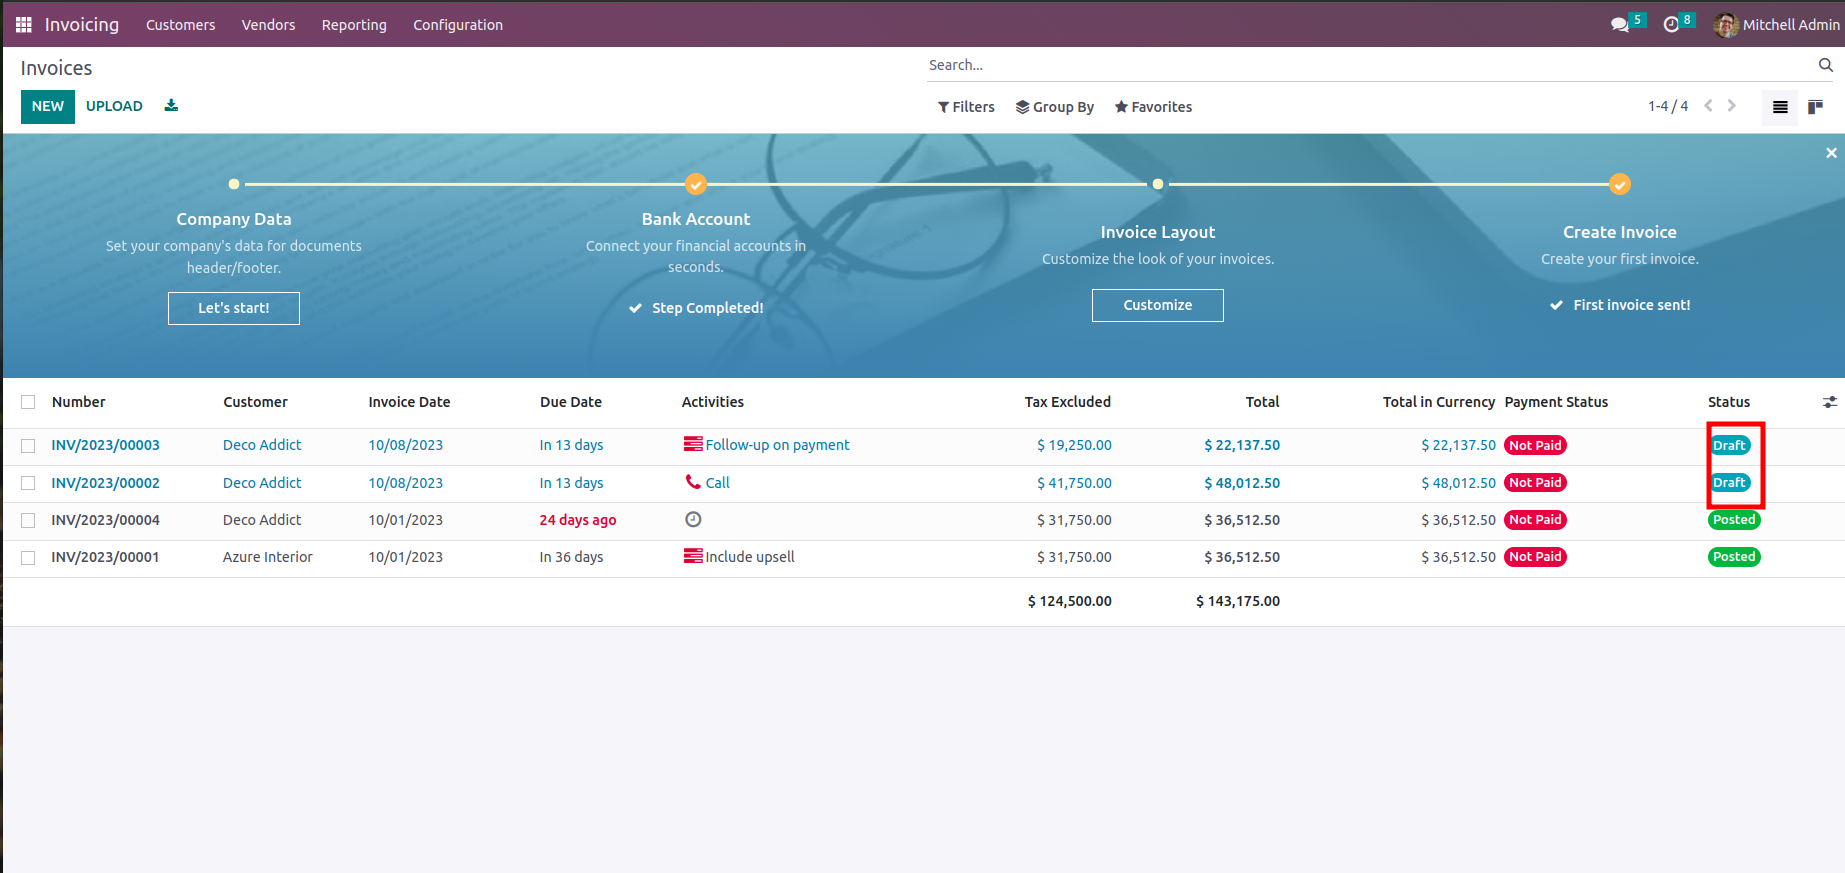 Invoicing Customers Vendors Reporting Configuration 5 8 Mitchell Admin
Invoices
Search...
NEW UPLOAD
Filters Group By Favorites
1-4 / 4
Company Data
Set your company's data for documents
header/footer.
Let's start!
Bank Account
Connect your financial accounts in
seconds.
Step Completed!
Invoice Layout
Customize the look of your invoices.
Customize
Create Invoice
Create your first invoice.
First invoice sent!
Number Customer Invoice Date Due Date Activities Tax Excluded Total Total in Currency Payment Status Status
INV/2023/00003 Deco Addict 10/08/2023 In 13 days Follow-up on payment $ 19,250.00 $ 22,137.50 $ 22,137.50 Not Paid Draft
INV/2023/00002 Deco Addict 10/08/2023 In 13 days Call $ 41,750.00 $ 48,012.50 $ 48,012.50 Not Paid Draft
INV/2023/00004 Deco Addict 10/01/2023 24 days ago $ 31,750.00 $ 36,512.50 $ 36,512.50 Not Paid Posted
INV/2023/00001 Azure Interior 10/01/2023 In 36 days Include upsell $ 31,750.00 $ 36,512.50 $ 36,512.50 Not Paid Posted
$ 124,500.00 $ 143,175.00